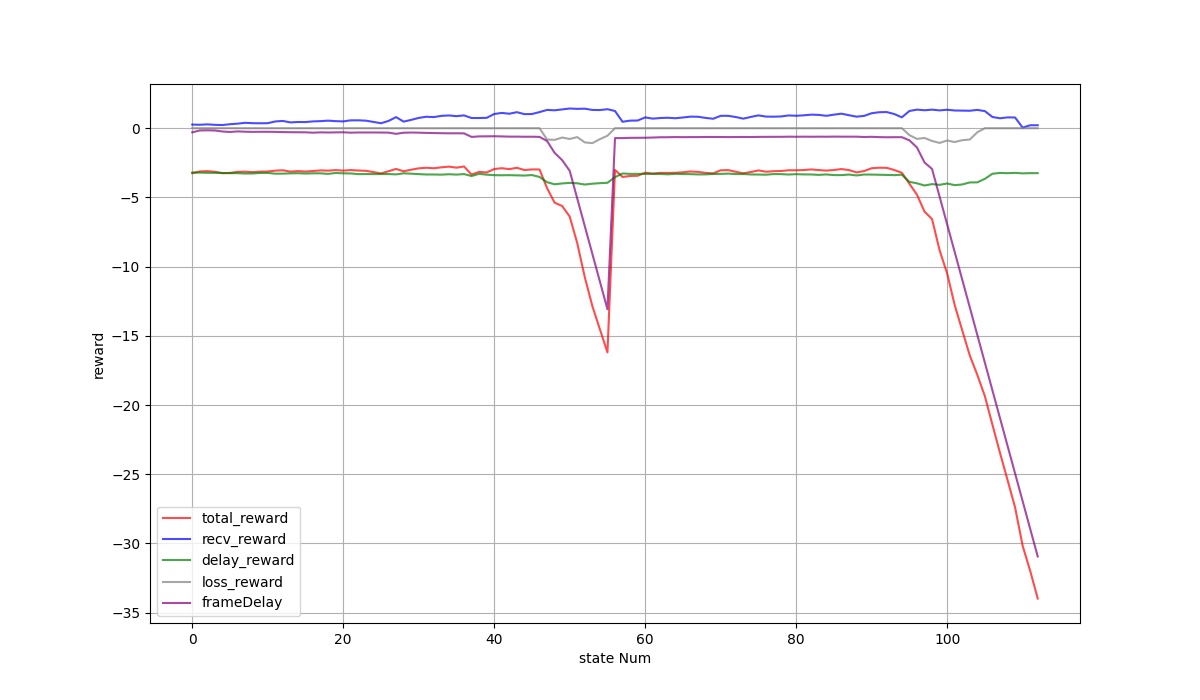 0
−5
−10
−15
−20
−25
−30
−35
reward
0
20
40
60
80
100
state Num
total_reward
recv_reward
delay_reward
loss_reward
frameDelay